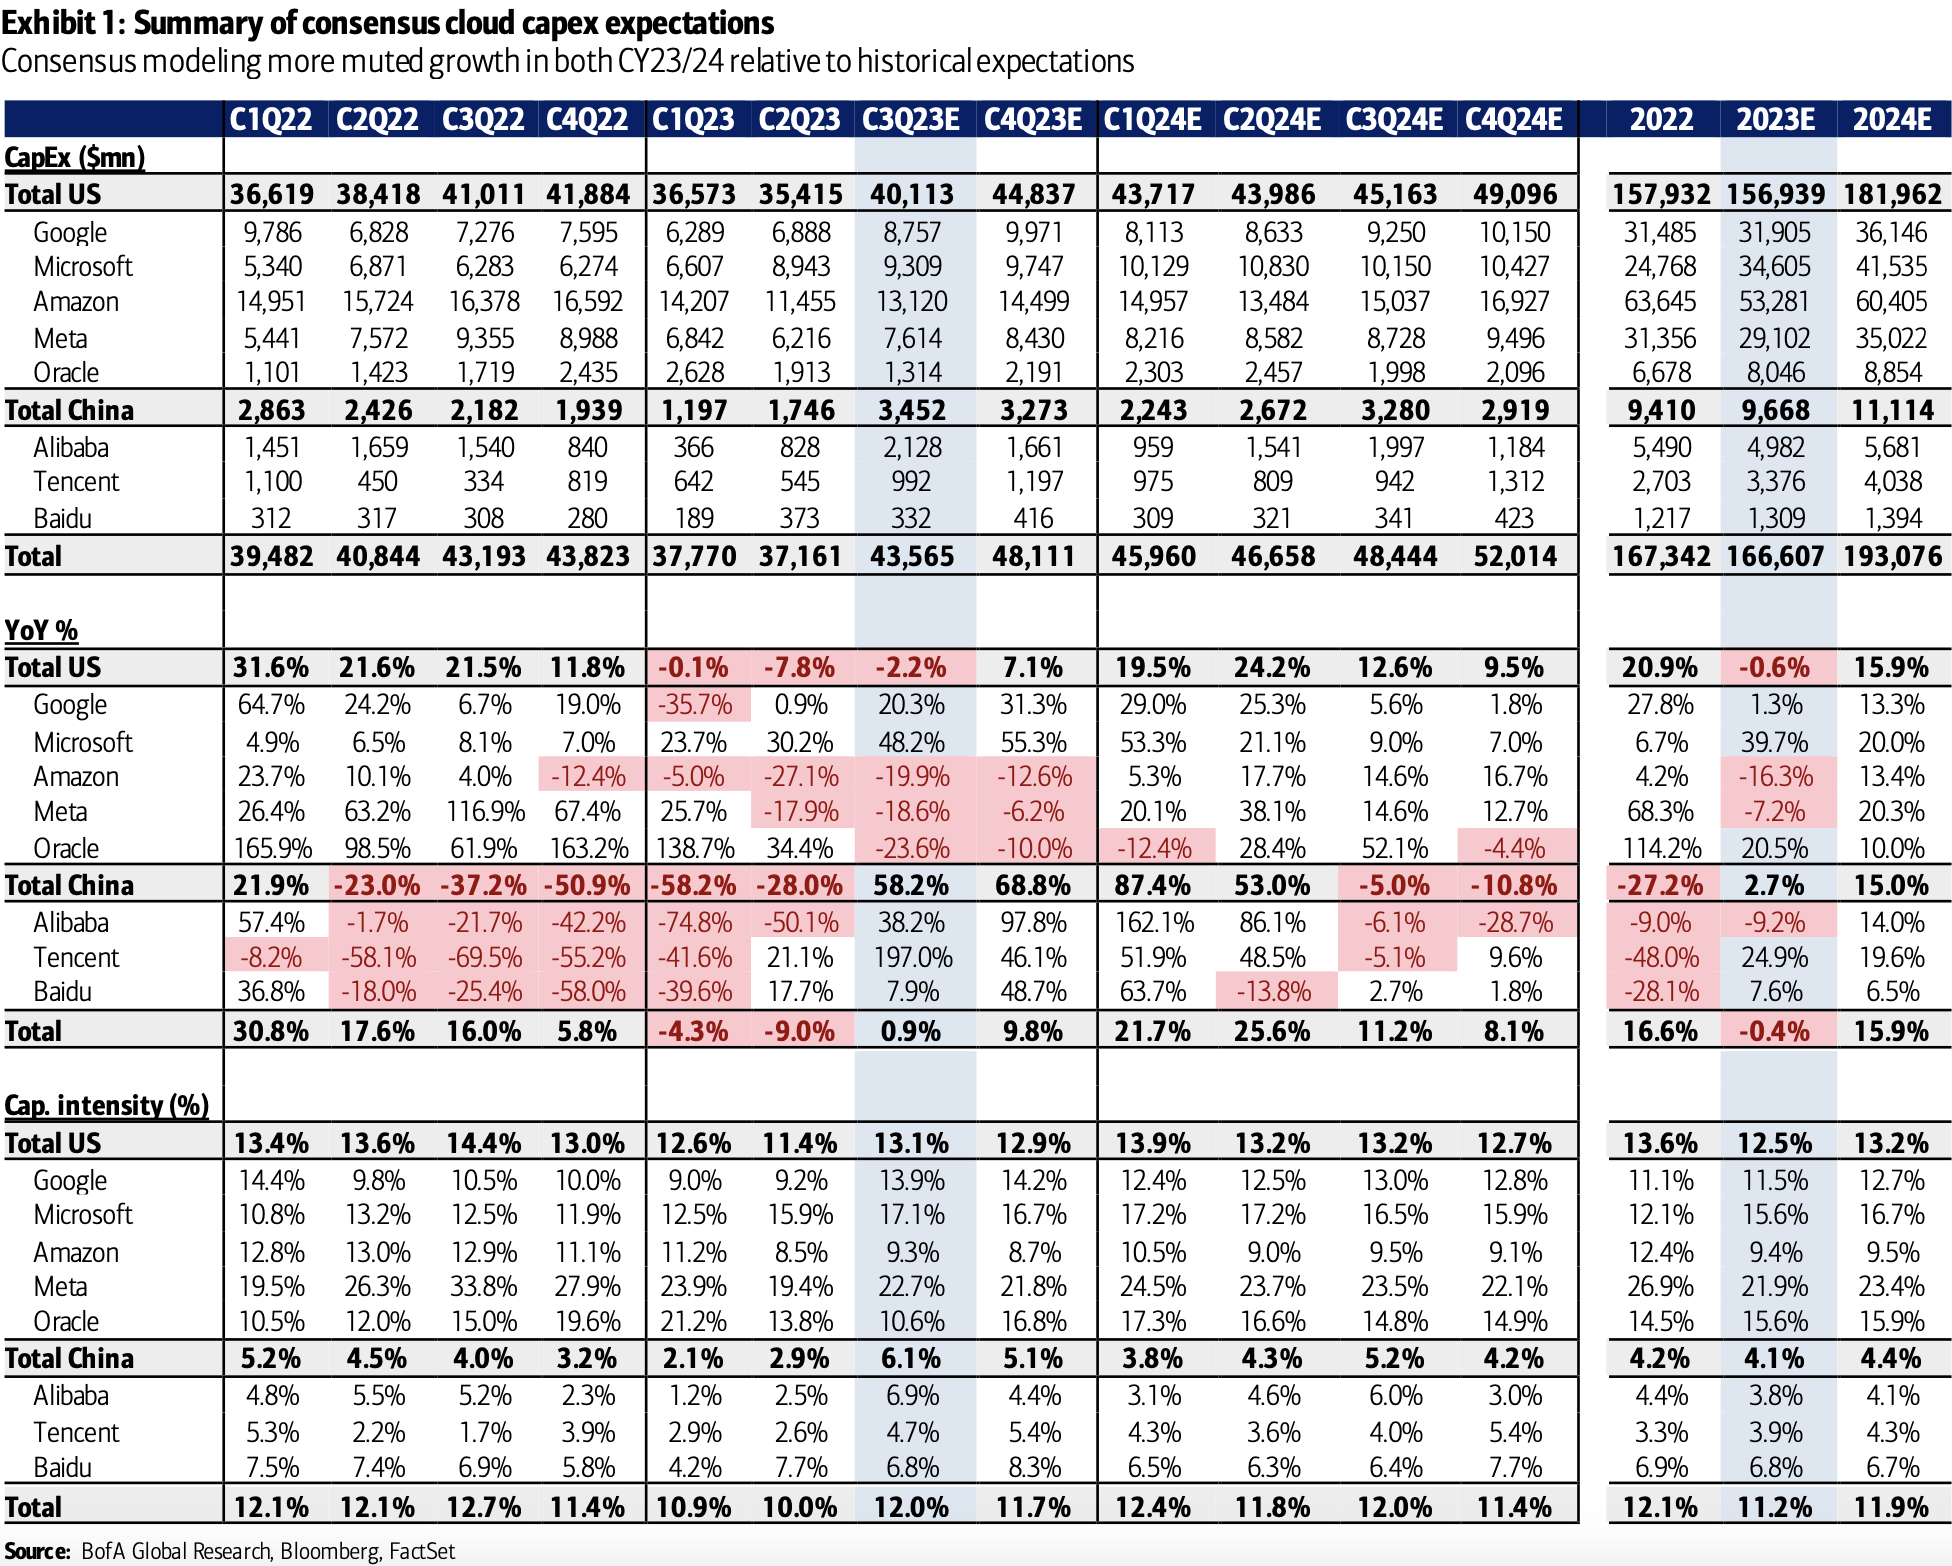 Exhibit 1: Summary of consensus cloud capex expectations
Consensus modeling more muted growth in both CY23/24 relative to historical expectations
C1Q22 C2Q22 C3Q22 C4Q22 C1Q23 C2Q23 C3Q23E C4Q23E C1Q24E C2Q24E C3Q24E C4Q24E 2022 2023E 2024E
CapEx ($mn)
Total US 36,619 38,418 41,011 41,884 36,573 35,415 40,113 44,837 43,717 43,986 45,163 49,096 157,932 156,939 181,962
Google 9,786 6,828 7,276 7,595 6,289 6,888 8,757 9,971 8,113 8,633 9,250 10,150 31,485 31,905 36,146
Microsoft 5,340 6,871 6,283 6,274 6,607 8,943 9,309 9,747 10,129 10,830 10,150 10,427 24,768 34,605 41,535
Amazon 14,951 15,724 16,378 16,592 14,207 11,455 13,120 14,499 14,957 13,484 15,037 16,927 63,645 53,281 60,405
Meta 5,441 7,572 9,355 8,988 6,842 6,216 7,614 8,430 8,216 8,582 8,728 9,496 31,356 29,102 35,022
Oracle 1,101 1,423 1,719 2,435 2,628 1,913 1,314 2,191 2,303 2,457 1,998 2,096 6,678 8,046 8,854
Total China 2,863 2,426 2,182 1,939 1,197 1,746 3,452 3,273 2,243 2,672 3,280 2,919 9,410 9,668 11,114
Alibaba 1,451 1,659 1,540 840 366 828 2,128 1,661 959 1,541 1,997 1,184 5,490 4,982 5,681
Tencent 1,100 450 334 819 642 545 992 1,197 975 809 942 1,312 2,703 3,376 4,038
Baidu 312 317 308 280 189 373 332 416 309 321 341 423 1,217 1,309 1,394
Total 39,482 40,844 43,193 43,823 37,770 37,161 43,565 48,111 45,960 46,658 48,444 52,014 167,342 166,607 193,076
YoY %
Total US 31.6% 21.6% 21.5% 11.8% -0.1% -7.8% -2.2% 7.1% 19.5% 24.2% 12.6% 9.5% 20.9% -0.6% 15.9%
Google 64.7% 24.2% 6.7% 19.0% -35.7% 0.9% 20.3% 31.3% 29.0% 25.3% 5.6% 1.8% 27.8% 1.3% 13.3%
Microsoft 4.9% 6.5% 8.1% 7.0% 23.7% 30.2% 48.2% 55.3% 53.3% 21.1% 9.0% 7.0% 6.7% 39.7% 20.0%
Amazon 23.7% 10.1% 4.0% -12.4% -5.0% -27.1% -19.9% -12.6% 5.3% 17.7% 14.6% 16.7% 4.2% -16.3% 13.4%
Meta 26.4% 63.2% 116.9% 67.4% 25.7% -17.9% -18.6% -6.2% 20.1% 38.1% 14.6% 12.7% 68.3% -7.2% 20.3%
Oracle 165.9% 98.5% 61.9% 163.2% 138.7% 34.4% -23.6% -10.0% -12.4% 28.4% 52.1% -4.4% 114.2% 20.5% 10.0%
Total China 21.9% -23.0% -37.2% -50.9% -58.2% -28.0% 58.2% 68.8% 87.4% 53.0% -5.0% -10.8% -27.2% 2.7% 15.0%
Alibaba 57.4% -1.7% -21.7% -42.2% -74.8% -50.1% 38.2% 97.8% 162.1% 86.1% -6.1% -28.7% -9.0% -9.2% 14.0%
Tencent -8.2% -58.1% -69.5% -55.2% -41.6% 21.1% 197.0% 46.1% 51.9% 48.5% -5.1% 9.6% -48.0% 24.9% 19.6%
Baidu 36.8% -18.0% -25.4% -58.0% -39.6% 17.7% 7.9% 48.7% 63.7% -13.8% 2.7% 1.8% -28.1% 7.6% 6.5%
Total 30.8% 17.6% 16.0% 5.8% -4.3% -9.0% 0.9% 9.8% 21.7% 25.6% 11.2% 8.1% 16.6% -0.4% 15.9%
Cap. intensity (%)
Total US 13.4% 13.6% 14.4% 13.0% 12.6% 11.4% 13.1% 12.9% 13.9% 13.2% 13.2% 12.7% 13.6% 12.5% 13.2%
Google 14.4% 9.8% 10.5% 10.0% 9.0% 9.2% 13.9% 14.2% 12.4% 12.5% 13.0% 12.8% 11.1% 11.5% 12.7%
Microsoft 10.8% 13.2% 12.5% 11.9% 12.5% 15.9% 17.1% 16.7% 17.2% 17.2% 16.5% 15.9% 12.1% 15.6% 16.7%
Amazon 12.8% 13.0% 12.9% 11.1% 11.2% 8.5% 9.3% 8.7% 10.5% 9.0% 9.5% 9.1% 12.4% 9.4% 9.5%
Meta 19.5% 26.3% 33.8% 27.9% 23.9% 19.4% 22.7% 21.8% 24.5% 23.7% 23.5% 22.1% 26.9% 21.9% 23.4%
Oracle 10.5% 12.0% 15.0% 19.6% 21.2% 13.8% 10.6% 16.8% 17.3% 16.6% 14.8% 14.9% 14.5% 15.6% 15.9%
Total China 5.2% 4.5% 4.0% 3.2% 2.1% 2.9% 6.1% 5.1% 3.8% 4.3% 5.2% 4.2% 4.2% 4.1% 4.4%
Alibaba 4.8% 5.5% 5.2% 2.3% 1.2% 2.5% 6.9% 4.4% 3.1% 4.6% 6.0% 3.0% 4.4% 3.8% 4.1%
Tencent 5.3% 2.2% 1.7% 3.9% 2.9% 2.6% 4.7% 5.4% 4.3% 3.6% 4.0% 5.4% 3.3% 3.9% 4.3%
Baidu 7.5% 7.4% 6.9% 5.8% 4.2% 7.7% 6.8% 8.3% 6.5% 6.3% 6.4% 7.7% 6.9% 6.8% 6.7%
Total 12.1% 12.1% 12.7% 11.4% 10.9% 10.0% 12.0% 11.7% 12.4% 11.8% 12.0% 11.4% 12.1% 11.2% 11.9%
Source: BofA Global Research, Bloomberg, FactSet